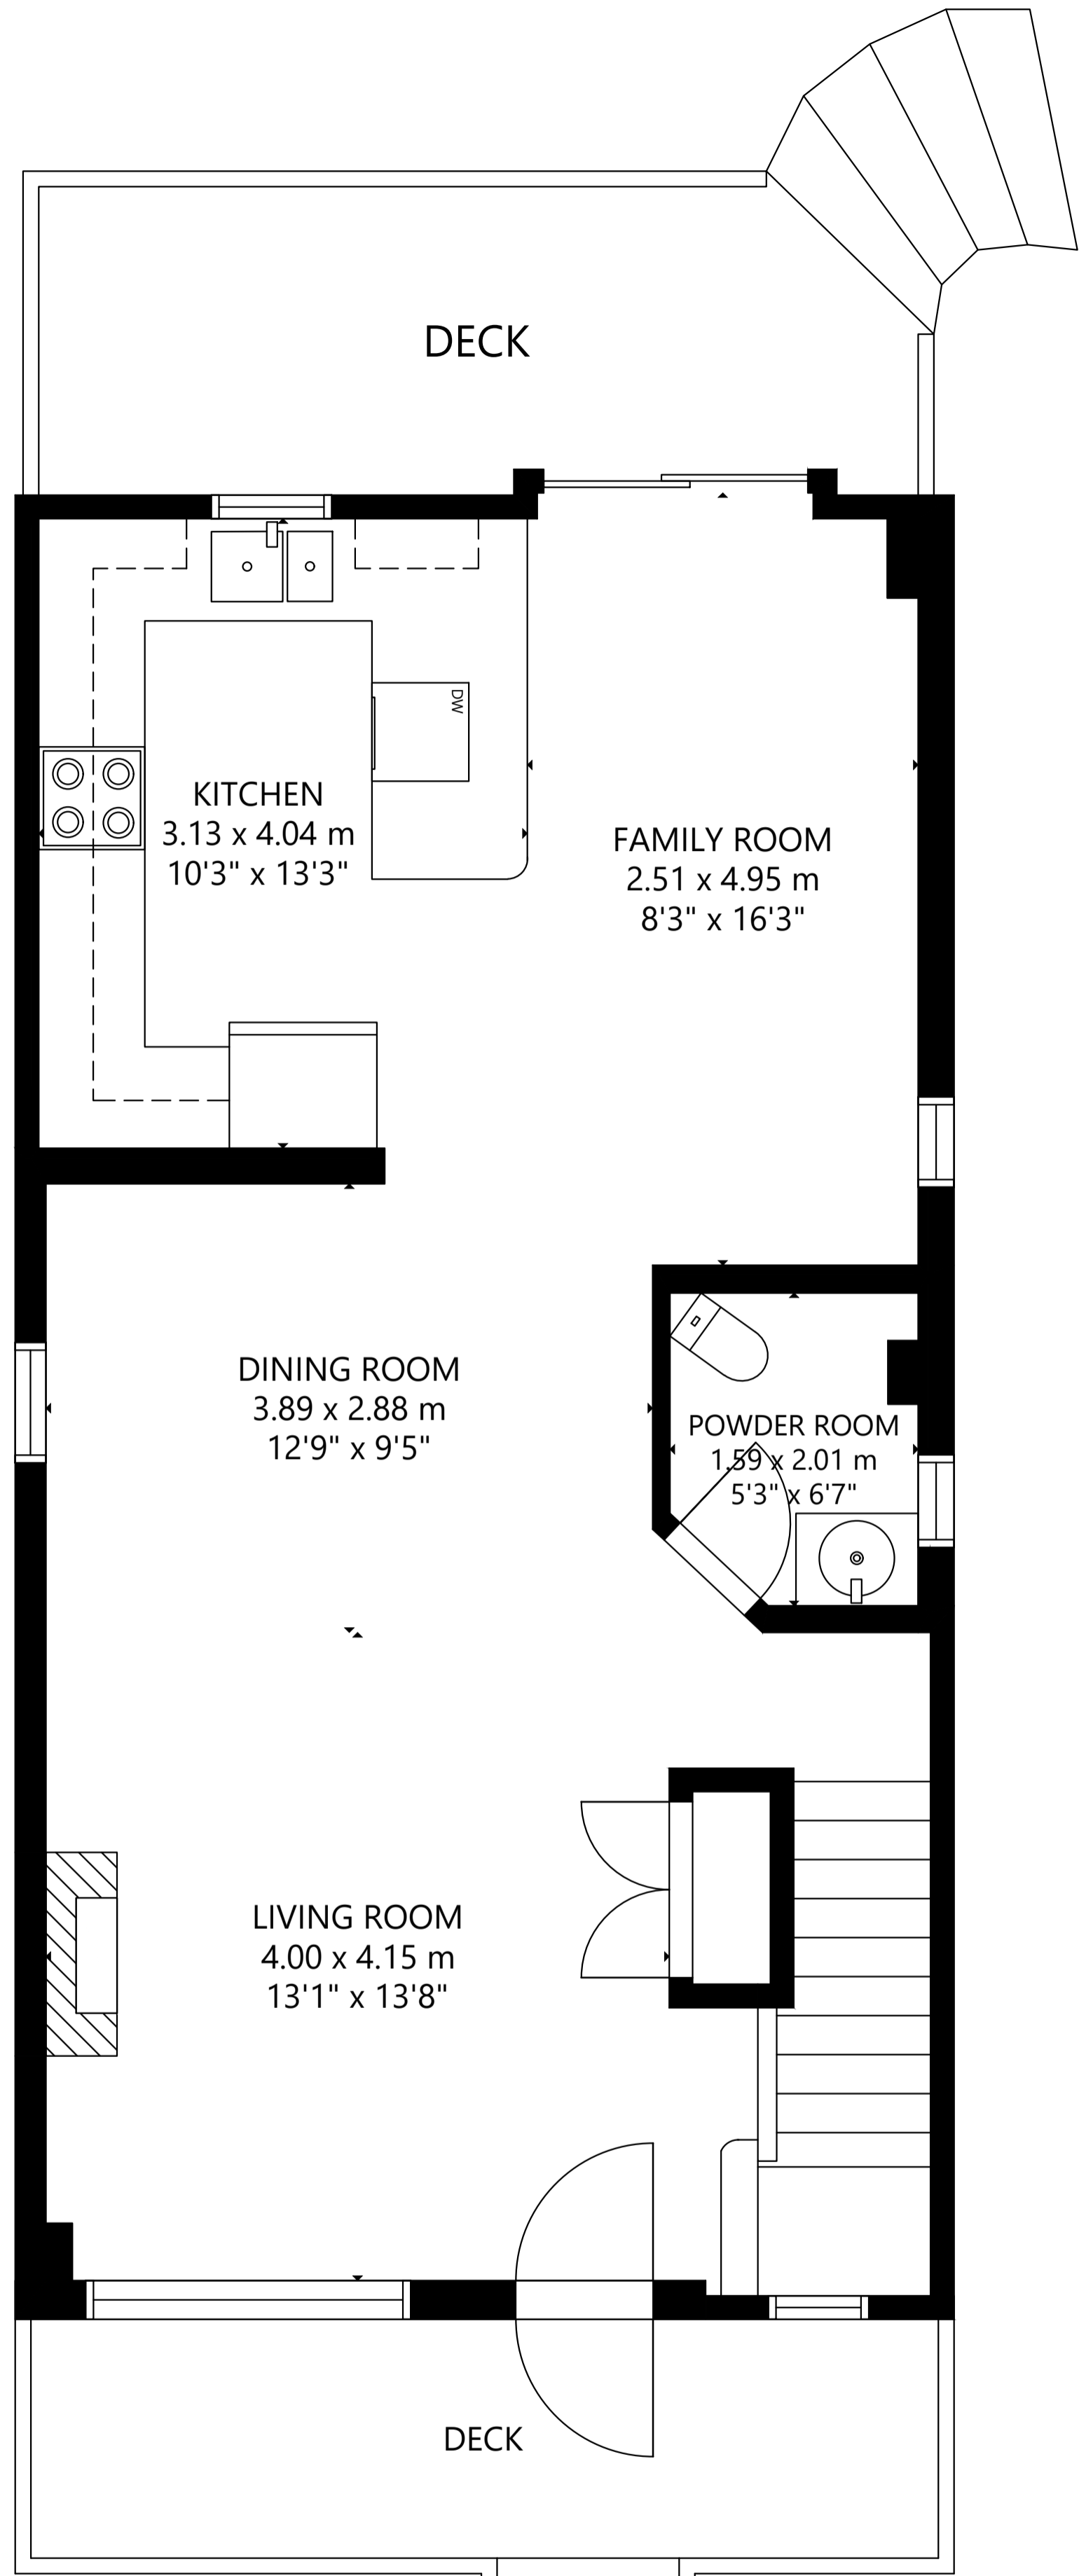 DECK
DW
KITCHEN
3.13 x 4.04 m
10'3" x 13'3"
FAMILY ROOM
2.51 x 4.95 m
8'3" x 16'3"
DINING ROOM
3.89 x 2.88 m
12'9" x 9'5"
POWDER ROOM
1.59 x 2.01 m
5'3" x 6'7"
LIVING ROOM
4.00 x 4.15 m
13'1" x 13'8"
DECK